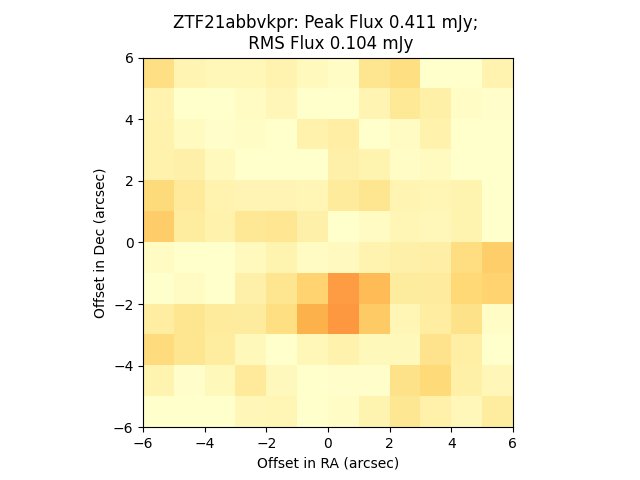 ZTF21abbvkpr: Peak Flux 0.411 mJy;
RMS Flux 0.104 mJy
6
4
2
0
−2
−4
−6
Offset in Dec (arcsec)
−6 −4 −2 0 2 4 6
Offset in RA (arcsec)